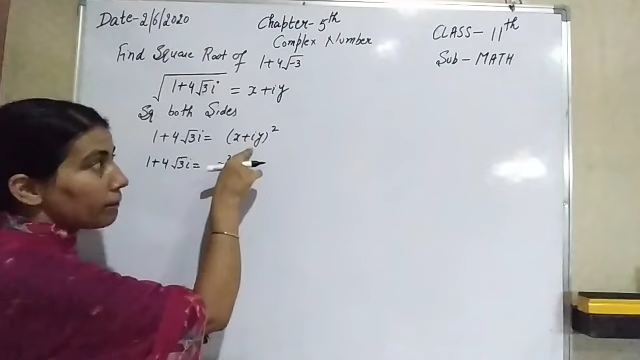 Date-2/6/2020
Chapter-5th
Complex Number
CLASS-11th
Sub-MATH
Find Square Root of 1+4√-3
√1+4√3i = x+iy
Sq both Sides
1+4√3i = (x+iy)²
1+4√3i =